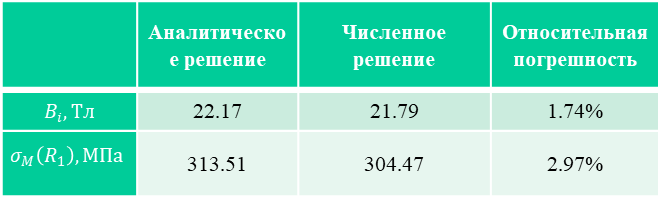 Аналитическо
е решение
Численное
решение
Относительная
погрешность
Bᵢ, Тл
22.17
21.79
1.74%
σ_M(R₁), МПа
313.51
304.47
2.97%